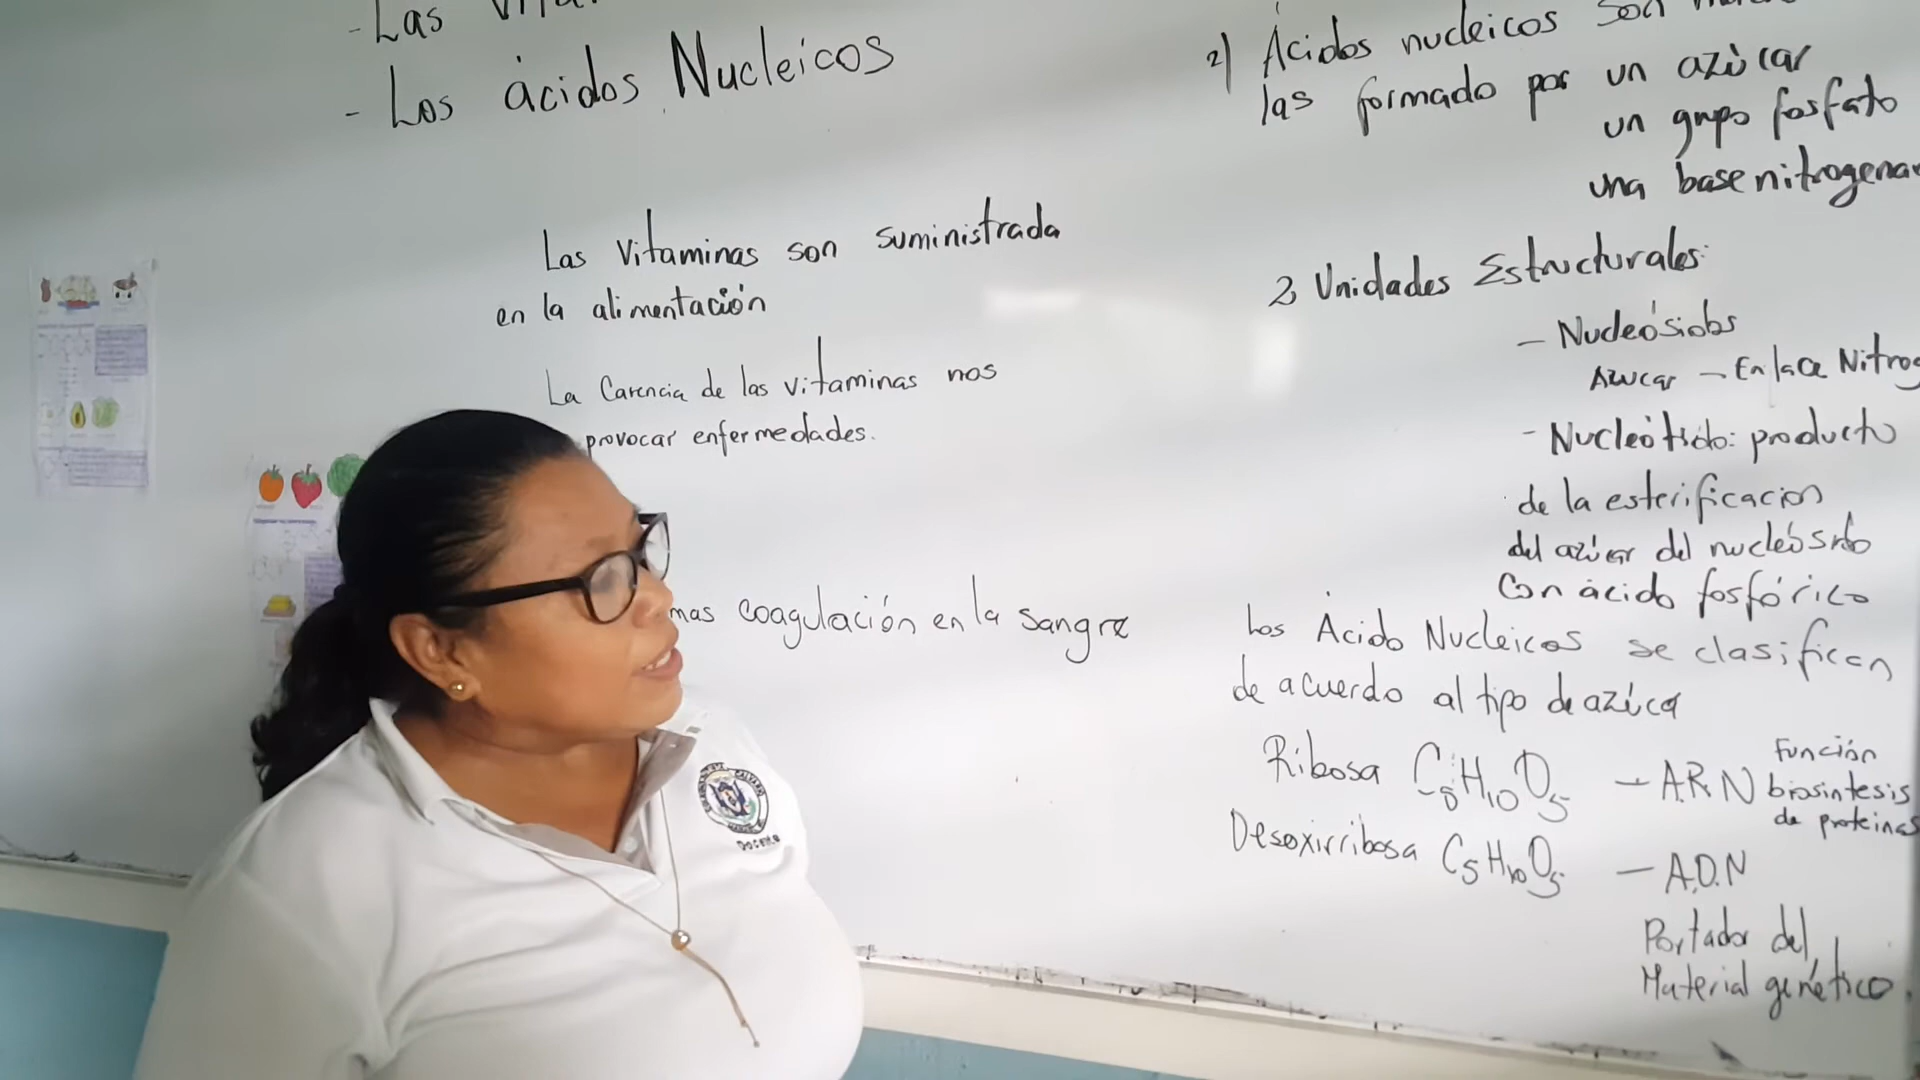 - Las
- Los ácidos Nucleicos
Las vitaminas son suministrada
en la alimentación
La Carencia de las vitaminas nos
provocar enfermedades.
mas coagulación en la sangre
2) Ácidos nucleicos son
las formado por un azúcar
un grupo fosfato
una base nitrogena
2, Unidades Estructurales:
- Nucleósidos
Azucar - Enlace Nitrog
- Nucleótido: producto
de la esterificacion
del azúcar del nucleósido
Con ácido fosfórico
Los Ácido Nucleicos se clasifican
de acuerdo al tipo de azúca
Ribosa C5H10O5 - A.R.N Función
biosintesis
de proteinas
Desoxirribosa C5H10O5 - A.D.N
Portador del
Material genético.
Docente